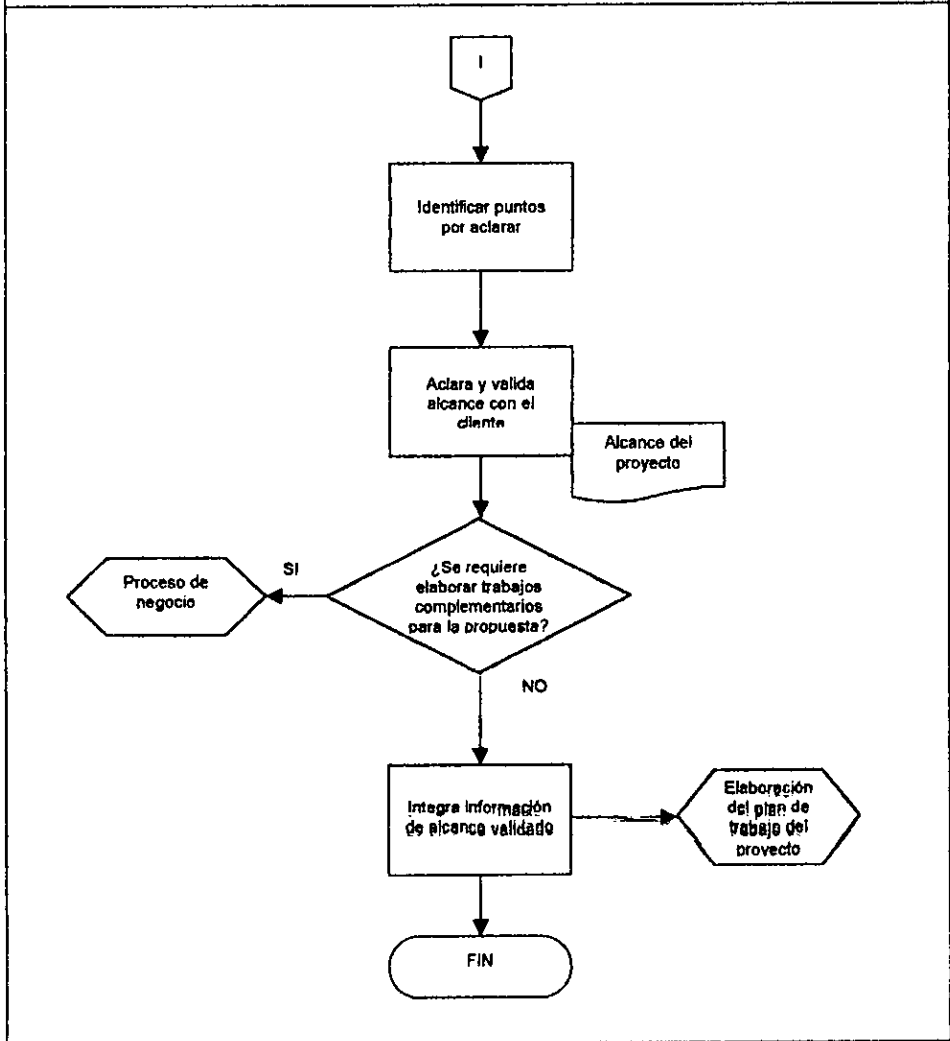 I
Identificar puntos
por aclarar
Aclara y valida
alcance con el
cliente
Alcance del
proyecto
¿Se requiere
elaborar trabajos
complementarios
para la propuesta?
SI
Proceso de
negocio
NO
Integra información
de alcance validado
Elaboración
del plan de
trabajo del
proyecto
FIN